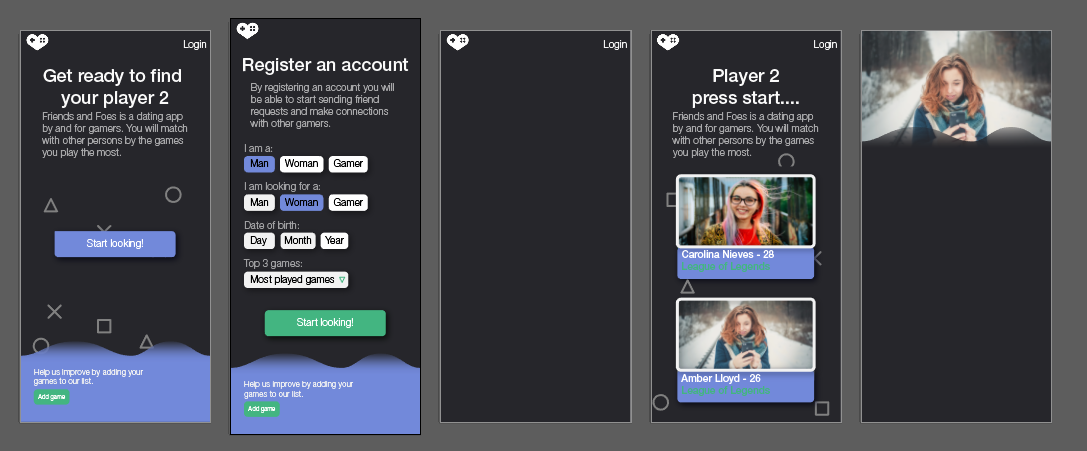 Login
Get ready to find
your player 2
Friends and Foes is a dating app
by and for gamers. You will match
with other persons by the games
you play the most.
Start looking!
Help us improve by adding your
games to our list.
Add game
Register an account
By registering an account you will
be able to start sending friend
requests and make connections
with other gamers.
I am a:
Man Woman Gamer
I am looking for a:
Man Woman Gamer
Date of birth:
Day Month Year
Top 3 games:
Most played games
Start looking!
Help us improve by adding your
games to our list.
Add game
Login
Login
Player 2
press start....
Friends and Foes is a dating app
by and for gamers. You will match
with other persons by the games
you play the most.
Carolina Nieves - 28
League of Legends
Amber Lloyd - 26
League of Legends